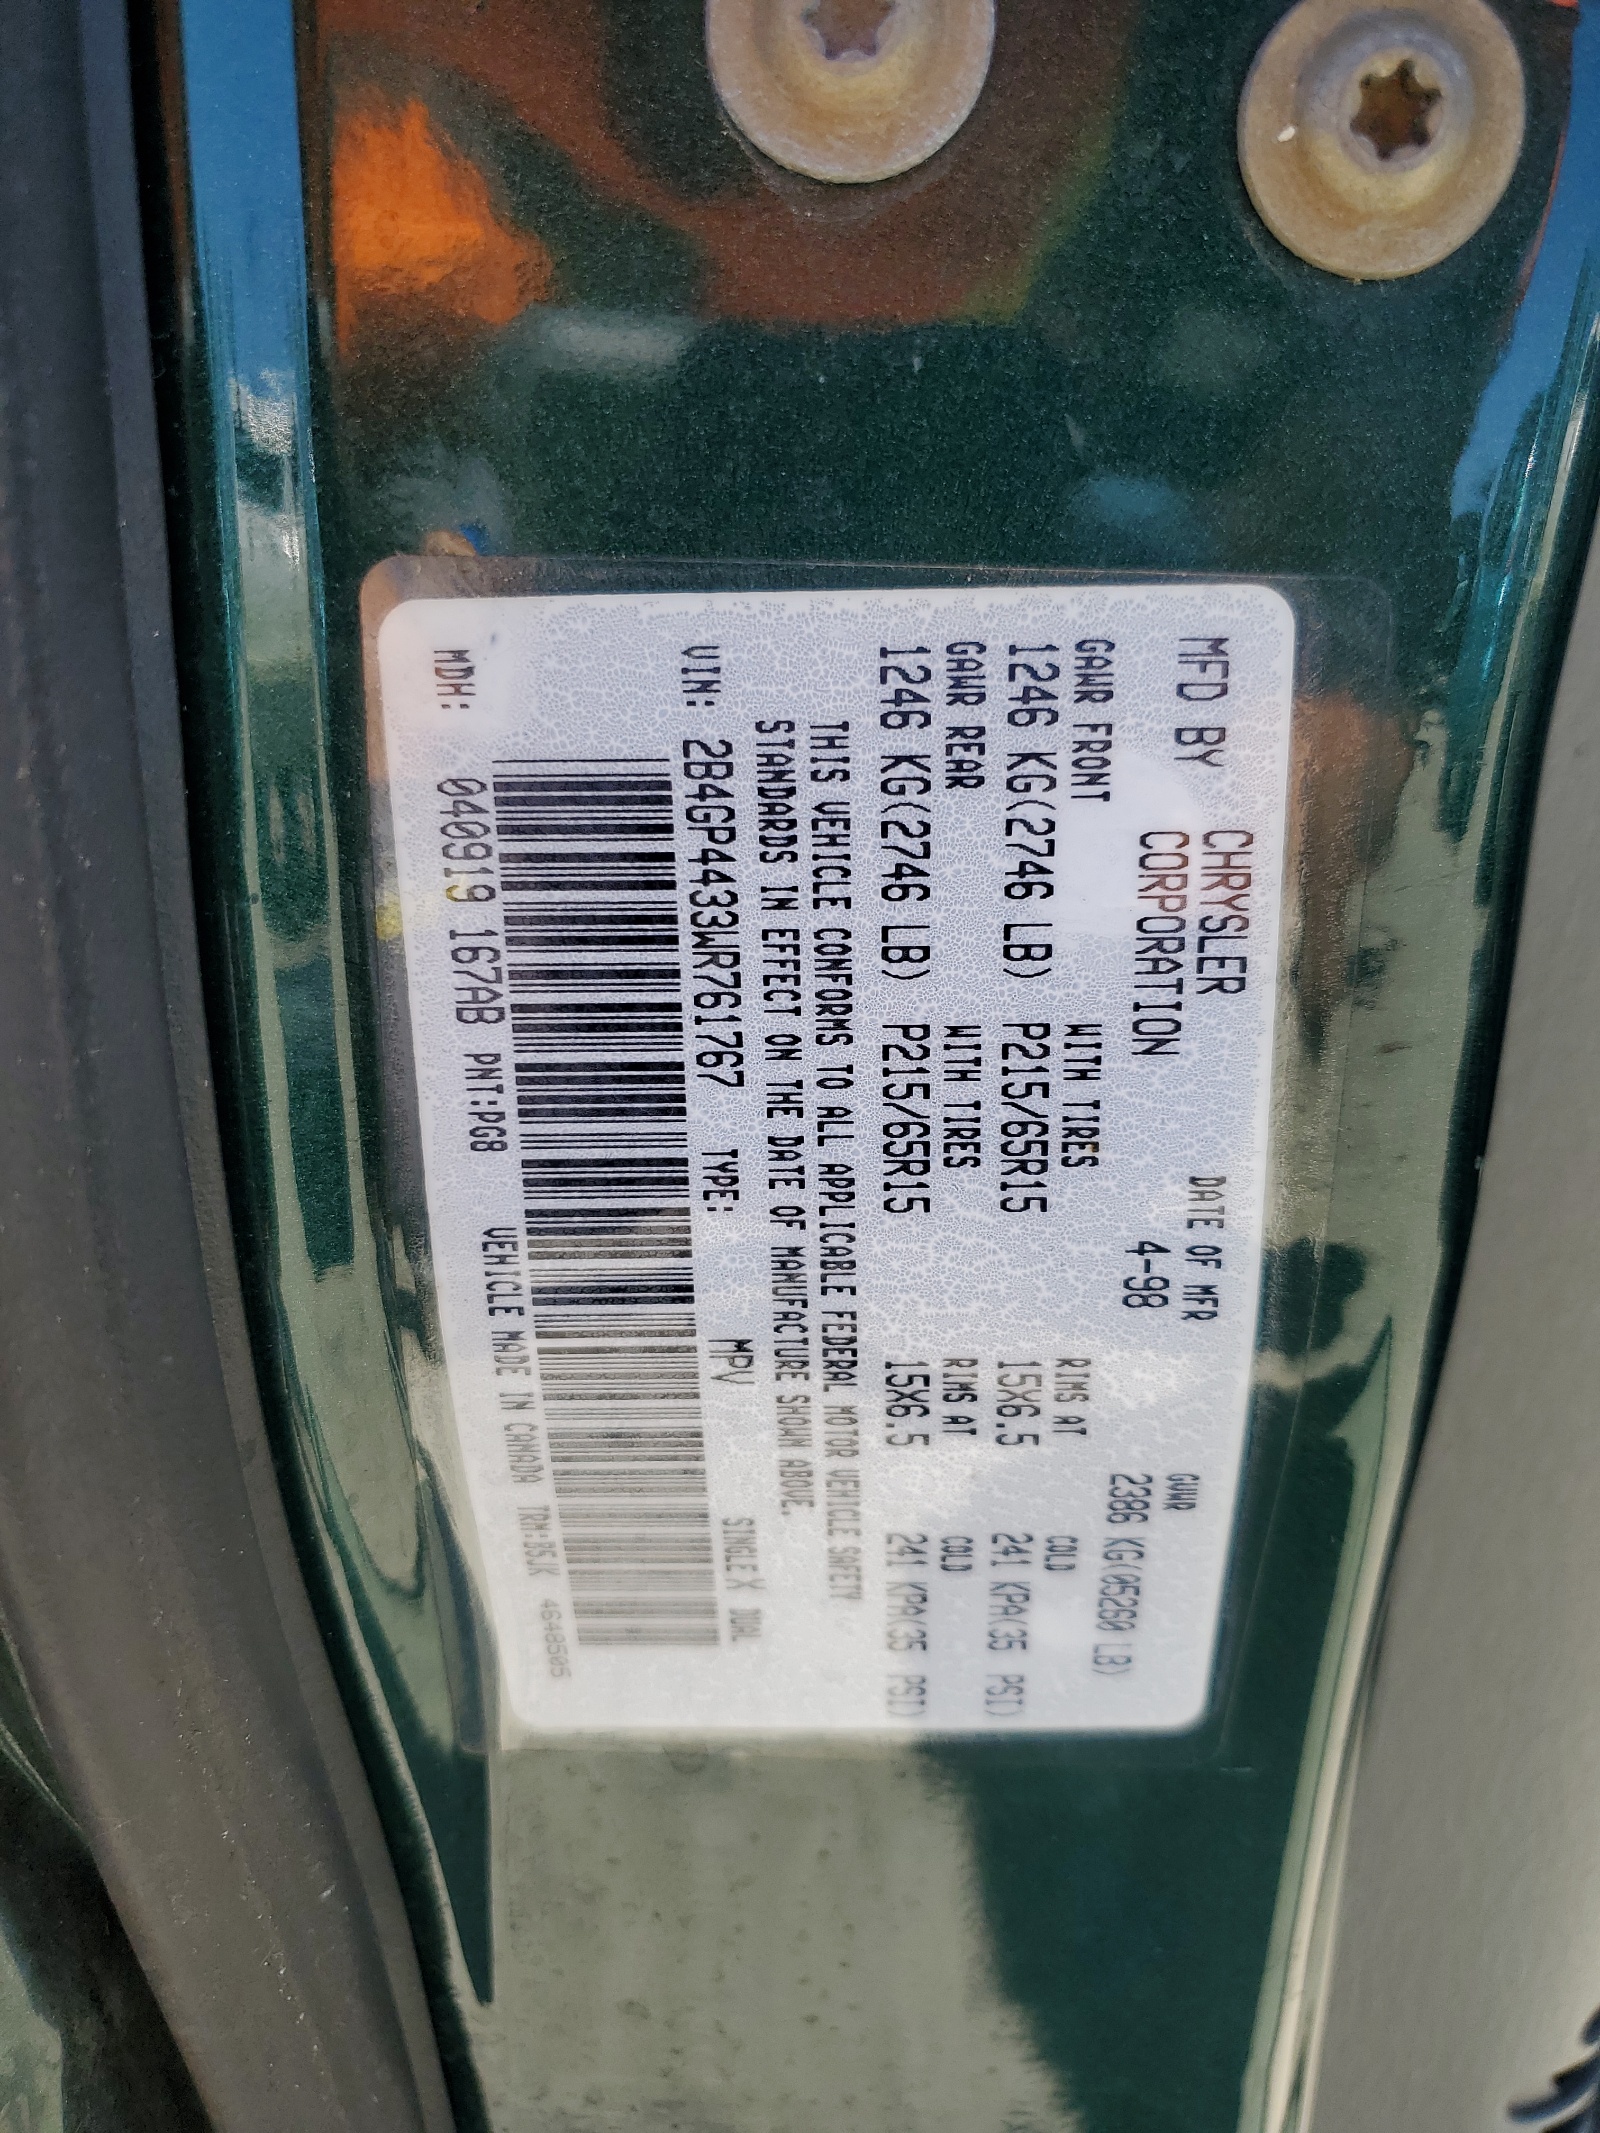 MFD BY CHRYSLER CORPORATION DATE OF MFR 4-98 GVWR 2386 KG(05260 LB)
GAWR FRONT WITH TIRES RIMS AT COLD
1246 KG(2746 LB) P215/65R15 15X6.5 241 KPA(35 PSI)
GAWR REAR WITH TIRES RIMS AT COLD
1246 KG(2746 LB) P215/65R15 15X6.5 241 KPA(35 PSI)
THIS VEHICLE CONFORMS TO ALL APPLICABLE FEDERAL MOTOR VEHICLE SAFETY
STANDARDS IN EFFECT ON THE DATE OF MANUFACTURE SHOWN ABOVE.
VIN: 2B4GP4433WR761767 TYPE: MPV SINGLE X DUAL
MDH: 040919 167AB PNT:PG8 VEHICLE MADE IN CANADA TRM:B5JK 4648505